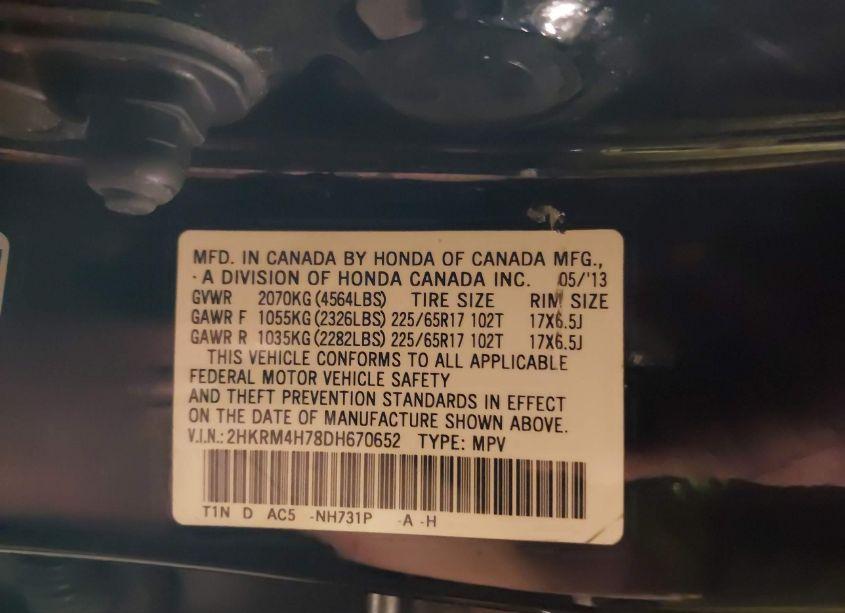 MFD. IN CANADA BY HONDA OF CANADA MFG.,
- A DIVISION OF HONDA CANADA INC. 05/'13
GVWR 2070KG (4564LBS) TIRE SIZE RIM SIZE
GAWR F 1055KG (2326LBS) 225/65R17 102T 17X6.5J
GAWR R 1035KG (2282LBS) 225/65R17 102T 17X6.5J
THIS VEHICLE CONFORMS TO ALL APPLICABLE
FEDERAL MOTOR VEHICLE SAFETY
AND THEFT PREVENTION STANDARDS IN EFFECT
ON THE DATE OF MANUFACTURE SHOWN ABOVE.
V.I.N.: 2HKRM4H78DH670652 TYPE: MPV
T1N D AC5 -NH731P -A -H